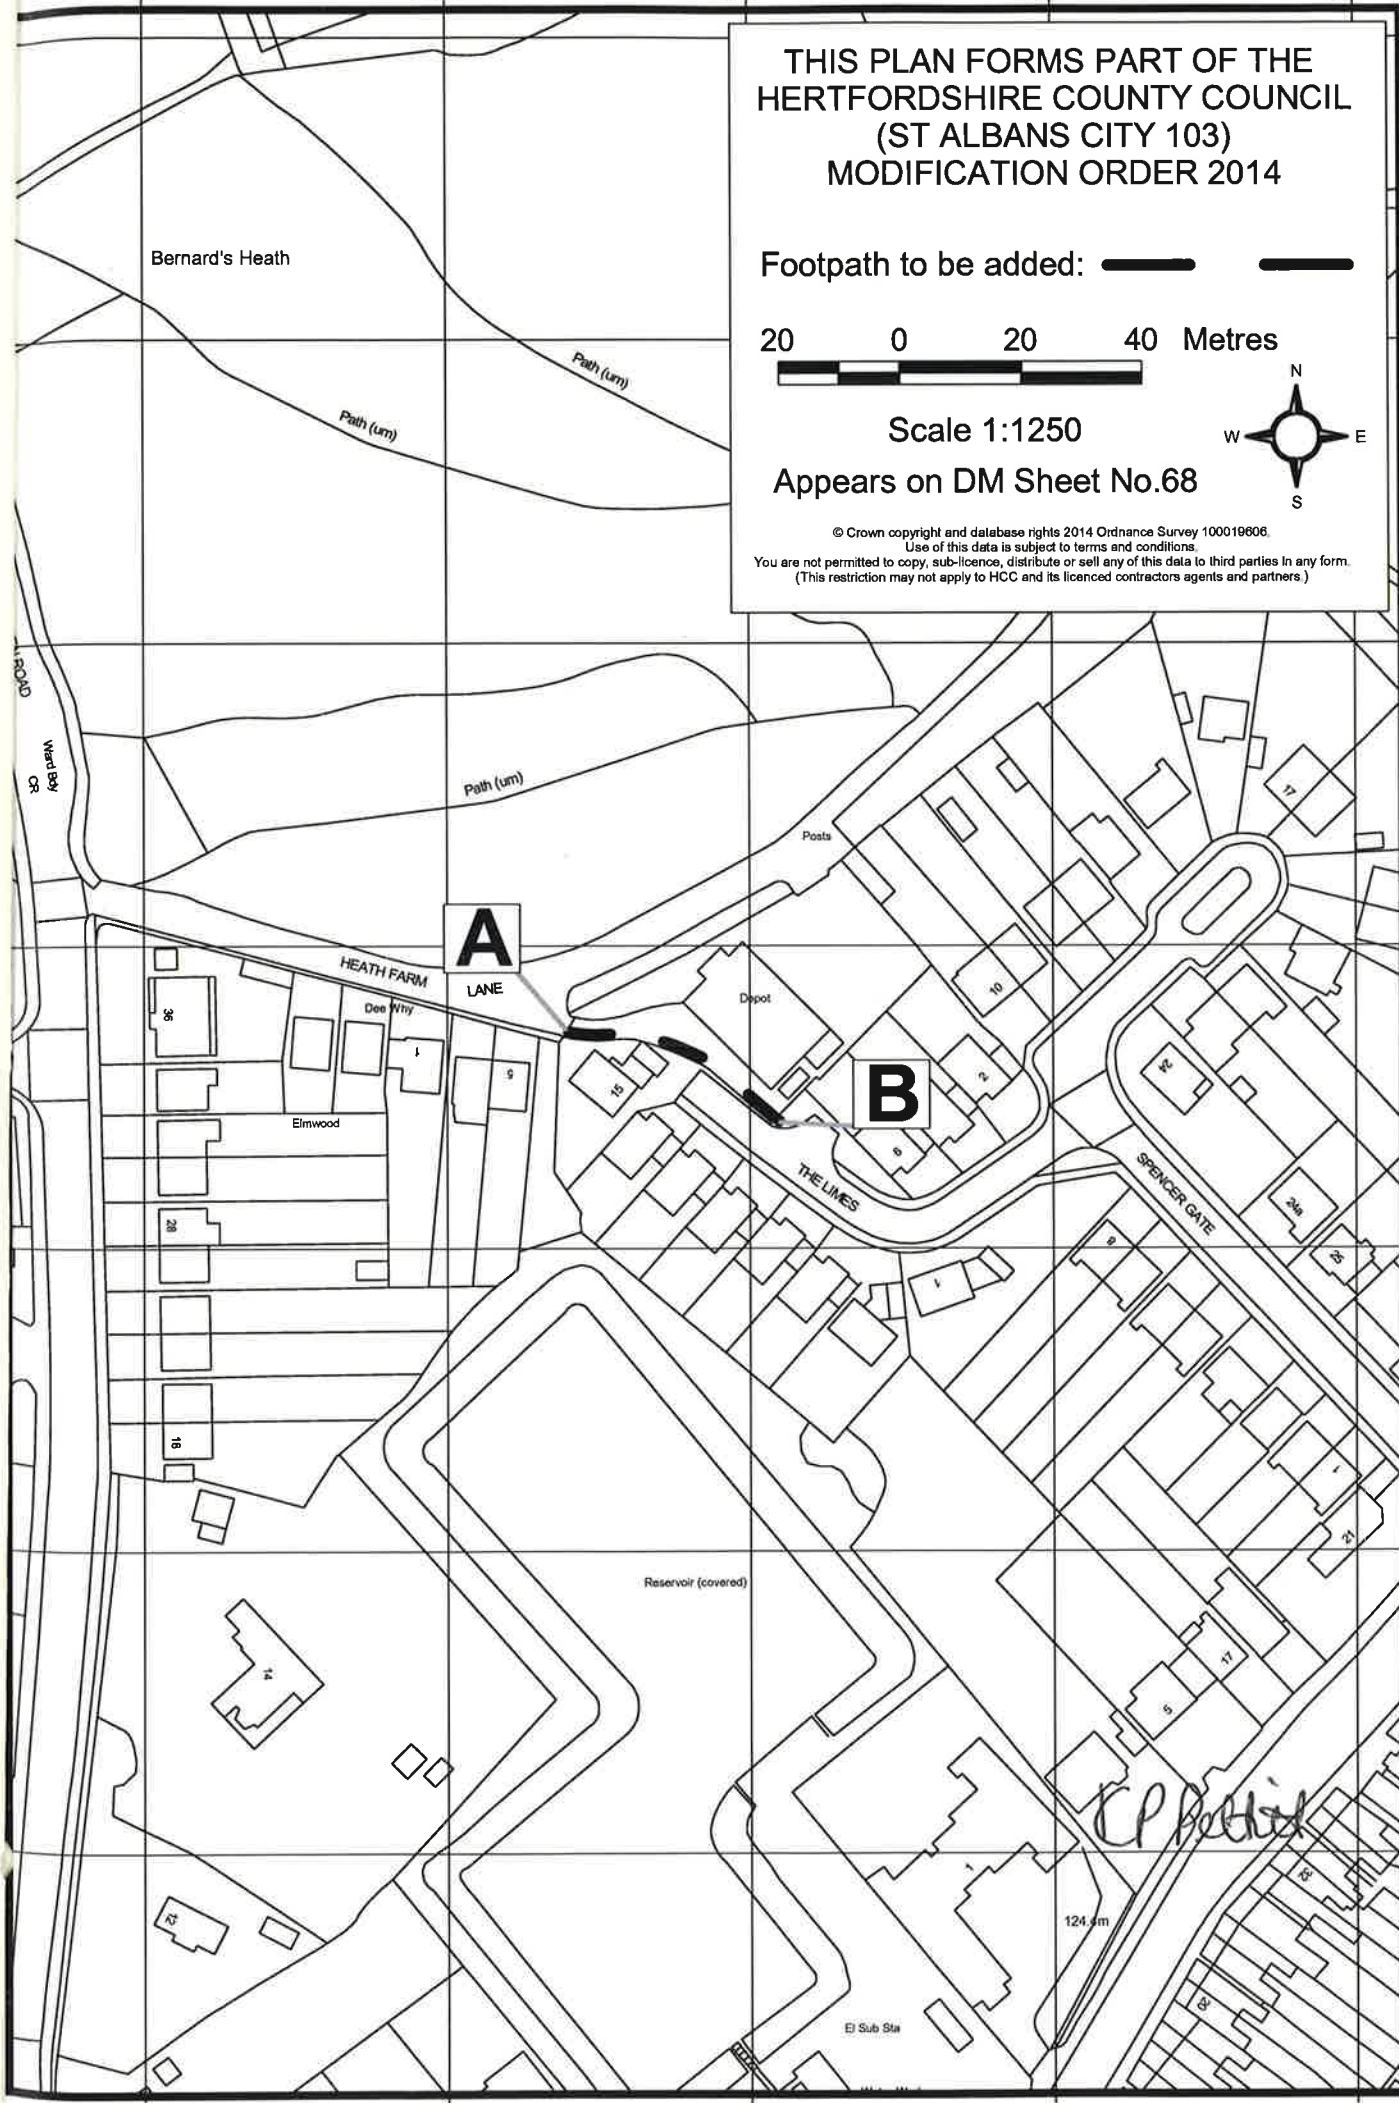 THIS PLAN FORMS PART OF THE
HERTFORDSHIRE COUNTY COUNCIL
(ST ALBANS CITY 103)
MODIFICATION ORDER 2014
Footpath to be added:
20 0 20 40 Metres
N
W E
S
Scale 1:1250
Appears on DM Sheet No.68
© Crown copyright and database rights 2014 Ordnance Survey 100019606.
Use of this data is subject to terms and conditions.
You are not permitted to copy, sub-licence, distribute or sell any of this data to third parties in any form.
(This restriction may not apply to HCC and its licenced contractors agents and partners.)
Bernard's Heath
Path (um)
Path (um)
ROAD
Ward Bdy
CR
Path (um)
Posts
17
A
HEATH FARM
LANE
Dee Why
36
1
5
Elmwood
28
18
15
Depot
10
2
B
THE LIMES
SPENCER GATE
24
24a
25
8
1
1
21
Reservoir (covered)
14
17
5
12
1
124.4m
El Sub Sta
20